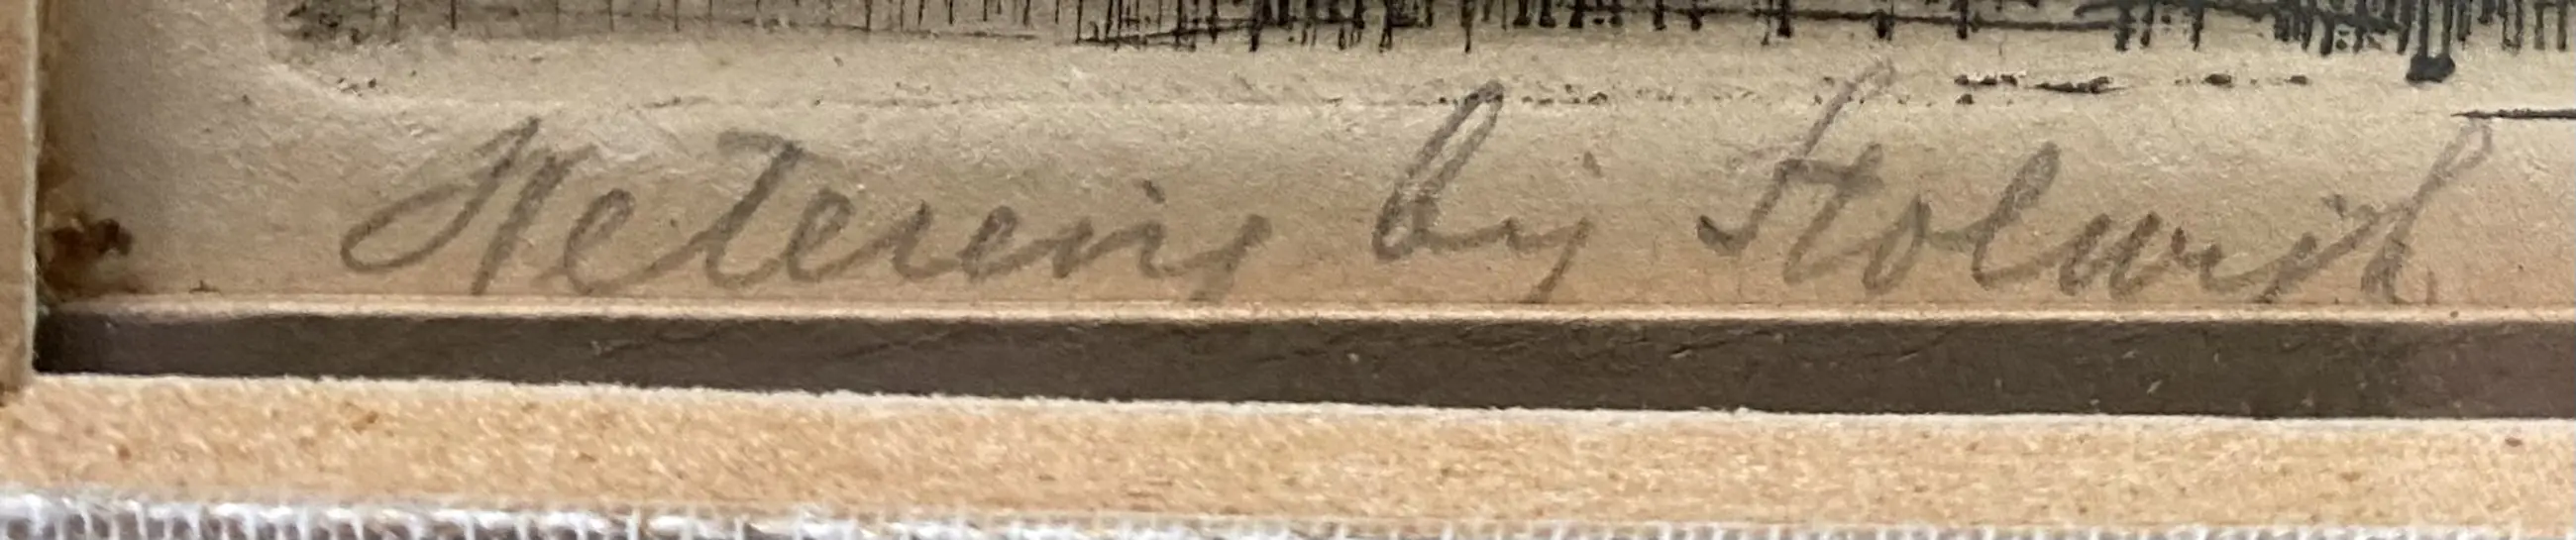 Wetering bij Stolwijk